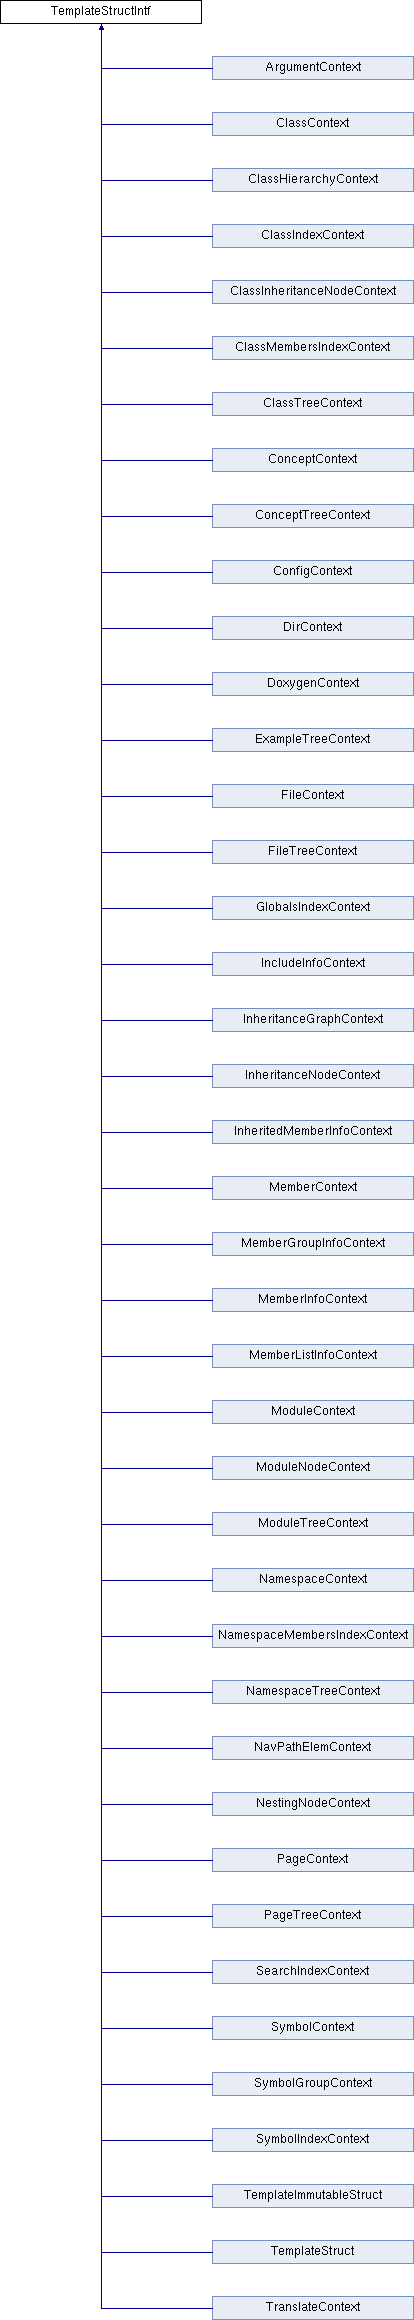 TemplateStructIntf
ArgumentContext
ClassContext
ClassHierarchyContext
ClassIndexContext
ClassInheritanceNodeContext
ClassMembersIndexContext
ClassTreeContext
ConceptContext
ConceptTreeContext
ConfigContext
DirContext
DoxygenContext
ExampleTreeContext
FileContext
FileTreeContext
GlobalsIndexContext
IncludeInfoContext
InheritanceGraphContext
InheritanceNodeContext
InheritedMemberInfoContext
MemberContext
MemberGroupInfoContext
MemberInfoContext
MemberListInfoContext
ModuleContext
ModuleNodeContext
ModuleTreeContext
NamespaceContext
NamespaceMembersIndexContext
NamespaceTreeContext
NavPathElemContext
NestingNodeContext
PageContext
PageTreeContext
SearchIndexContext
SymbolContext
SymbolGroupContext
SymbolIndexContext
TemplateImmutableStruct
TemplateStruct
TranslateContext